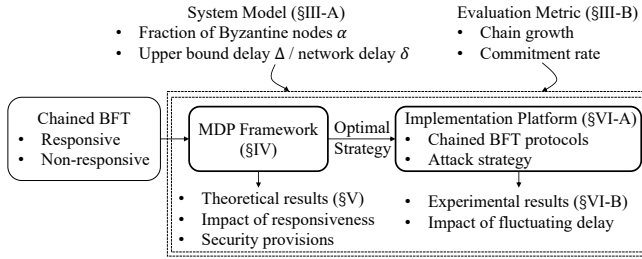 System Model (§III-A)
• Fraction of Byzantine nodes α
• Upper bound delay Δ / network delay δ
Evaluation Metric (§III-B)
• Chain growth
• Commitment rate
Chained BFT
• Responsive
• Non-responsive
MDP Framework
(§IV)
Optimal
Strategy
Implementation Platform (§VI-A)
• Chained BFT protocols
• Attack strategy
• Theoretical results (§V)
• Impact of responsiveness
• Security provisions
• Experimental results (§VI-B)
• Impact of fluctuating delay